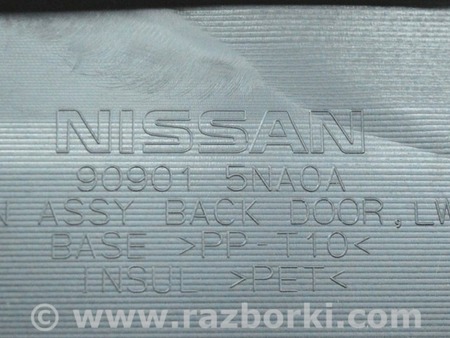 NISSAN
90901 5NA0A
N ASSY BACK DOOR, LW
BASE >PP-T10<
INSUL >PET<
© www.razborki.com